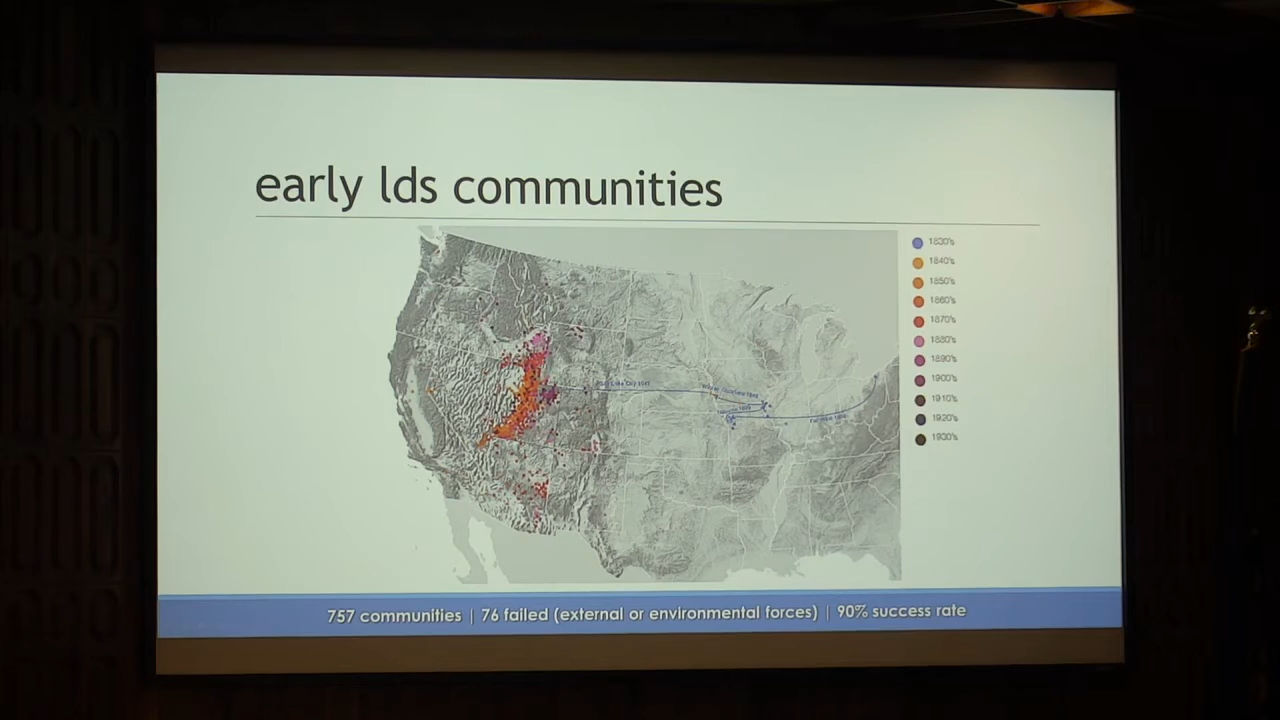 early lds communities
1830's
1840's
1850's
1860's
1870's
1880's
1890's
1900's
1910's
1920's
1930's
757 communities | 76 failed (external or environmental forces) | 90% success rate